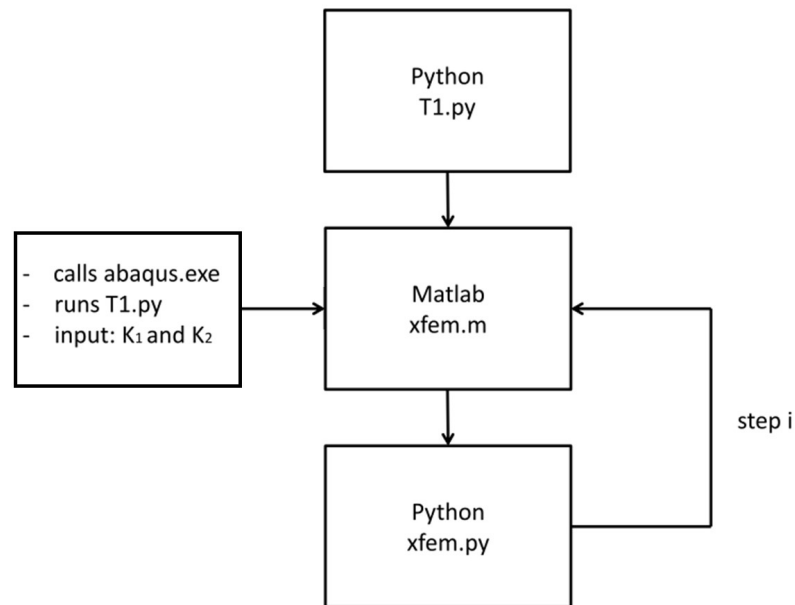 Python
T1.py
- calls abaqus.exe
- runs T1.py
- input: K₁ and K₂
Matlab
xfem.m
step i
Python
xfem.py